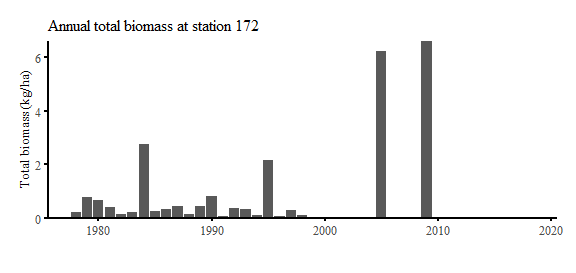 Annual total biomass at station 172
Total biomass (kg/ha)
6
4
2
0
1980 1990 2000 2010 2020